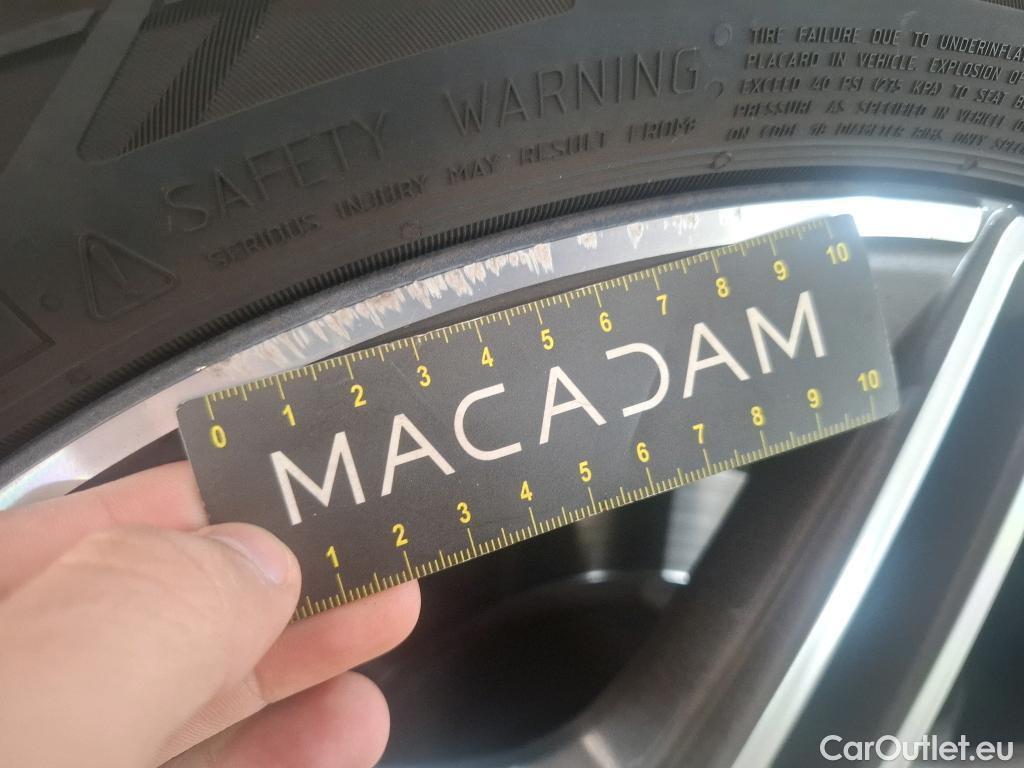 TIRE FAILURE DUE TO UNDERINFLA
PLACARD IN VEHICLE. EXPLOSION OF
EXCEED 40 PSI (275 KPA) TO SEAT B
PRESSURE AS SPECIFIED IN VEHICLE O
SAFETY WARNING
SERIOUS INJURY MAY RESULT FROM:
0 1 2 3 4 5 6 7 8 9 10
MACADAM
1 2 3 4 5 6 7 8 9 10
CarOutlet.eu